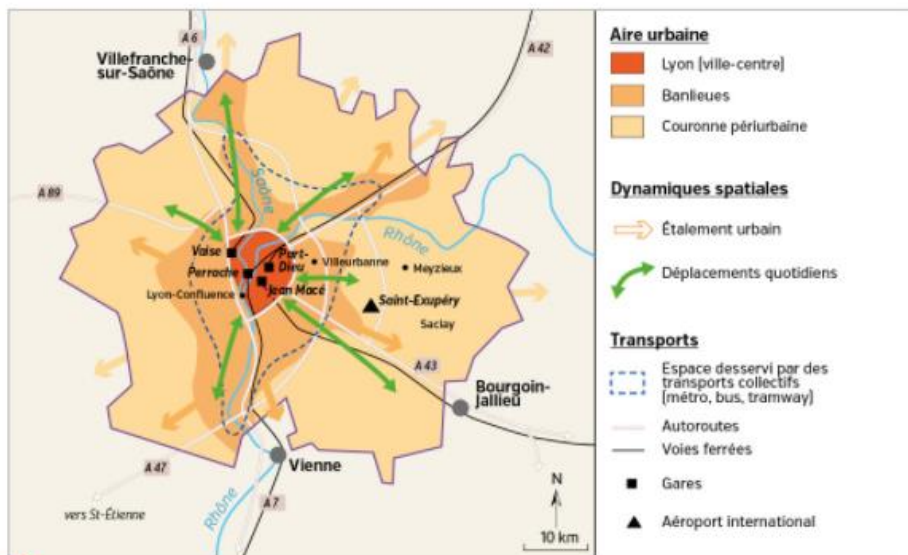 A 6
A 42
Villefranche-
sur-Saône
A 89
Saône
Rhône
Vaise
Part-
Dieu
Villeurbanne
Meyzieux
Perrache
Jean Macé
Lyon-Confluence
Saint-Exupéry
Saclay
A 43
Bourgoin-
Jallieu
A 47
Vienne
vers St-Étienne
Rhône
A 7
N
10 km
Aire urbaine
Lyon [ville-centre]
Banlieues
Couronne périurbaine
Dynamiques spatiales
Étalement urbain
Déplacements quotidiens
Transports
Espace desservi par des
transports collectifs
[métro, bus, tramway]
Autoroutes
Voies ferrées
Gares
Aéroport international